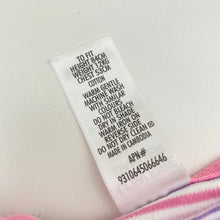 TO FIT
HEIGHT 84CM
WEIGHT 12KG
CHEST 53CM
COTTON
WARM GENTLE
MACHINE WASH
WITH SIMILAR
COLOURS
DO NOT BLEACH
DRY IN SHADE
WARM IRON ON
REVERSE SIDE
DO NOT DRY CLEAN
MADE IN CAMBODIA
APN#
9310645066646